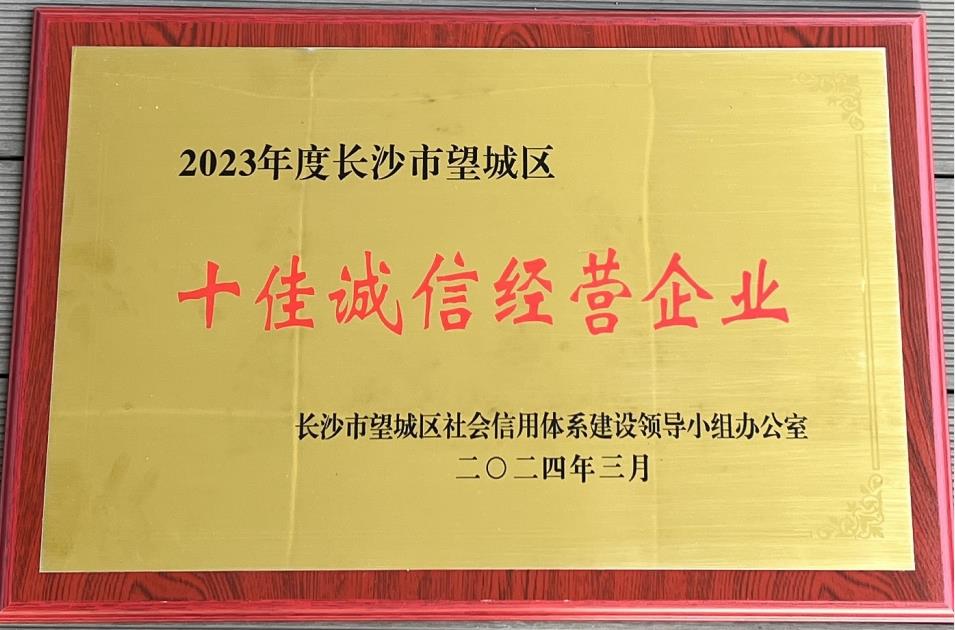 2023年度长沙市望城区
十佳诚信经营企业
长沙市望城区社会信用体系建设领导小组办公室
二〇二四年三月